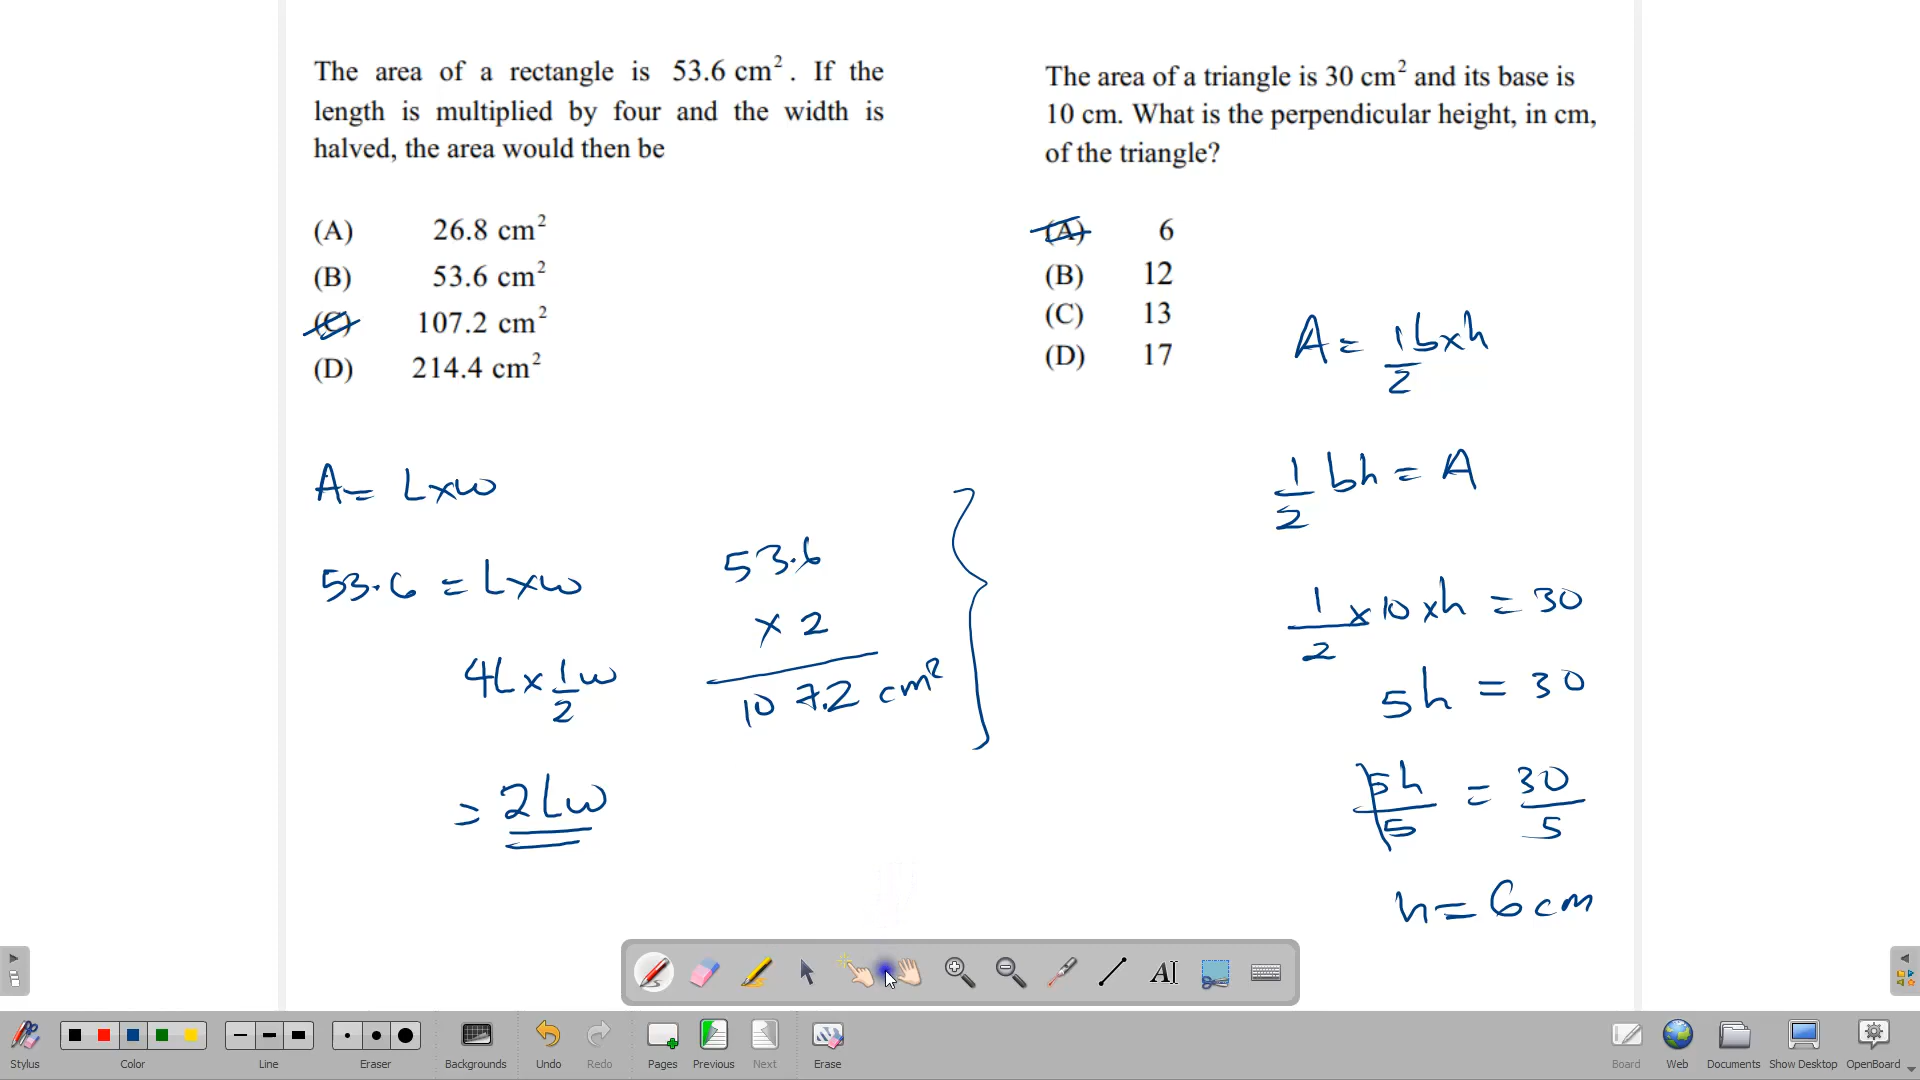 The area of a rectangle is 53.6 cm². If the
length is multiplied by four and the width is
halved, the area would then be
(A) 26.8 cm²
(B) 53.6 cm²
(C) 107.2 cm²
(D) 214.4 cm²
A = L×w
53.6 = L×w
4L × 1/2 w
= 2Lw
53.6
× 2
107.2 cm²
The area of a triangle is 30 cm² and its base is
10 cm. What is the perpendicular height, in cm,
of the triangle?
(A) 6
(B) 12
(C) 13
(D) 17
A = 1/2 b×h
1/2 bh = A
1/2 × 10 × h = 30
5h = 30
5h/5 = 30/5
h = 6cm
Stylus
Color
Line
Eraser
Backgrounds
Undo
Redo
Pages
Previous
Next
Erase
Board
Web
Documents
Show Desktop
OpenBoard